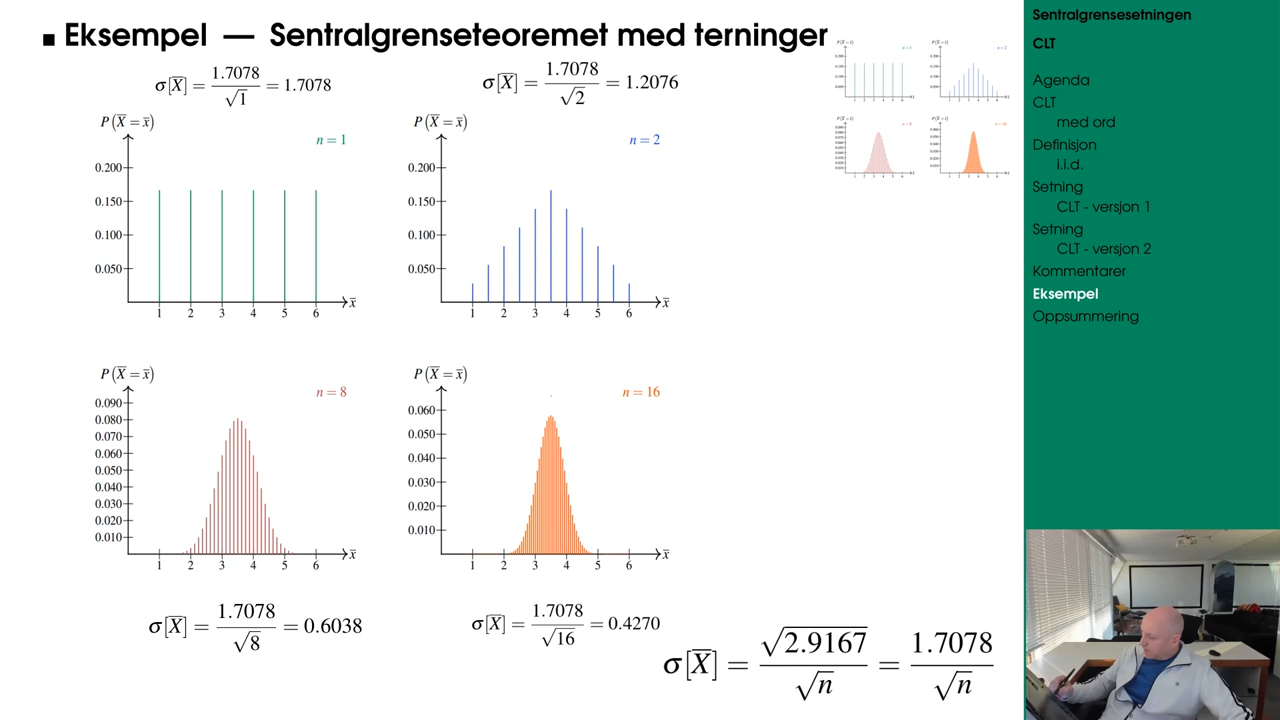 Eksempel — Sentralgrenseteoremet med terninger
σ[X̅] = 1.7078/√1 = 1.7078
σ[X̅] = 1.7078/√2 = 1.2076
P(X̅ = x̅)
n = 1
0.200
0.150
0.100
0.050
1 2 3 4 5 6
x̅
P(X̅ = x̅)
n = 2
0.200
0.150
0.100
0.050
1 2 3 4 5 6
x̅
P(X̅ = x̅)
n = 8
0.090
0.080
0.070
0.060
0.050
0.040
0.030
0.020
0.010
1 2 3 4 5 6
x̅
P(X̅ = x̅)
n = 16
0.060
0.050
0.040
0.030
0.020
0.010
1 2 3 4 5 6
x̅
σ[X̅] = 1.7078/√8 = 0.6038
σ[X̅] = 1.7078/√16 = 0.4270
σ[X̅] = √2.9167/√n = 1.7078/√n
Sentralgrensesetningen
CLT
Agenda
CLT
med ord
Definisjon
i.i.d.
Setning
CLT - versjon 1
Setning
CLT - versjon 2
Kommentarer
Eksempel
Oppsummering